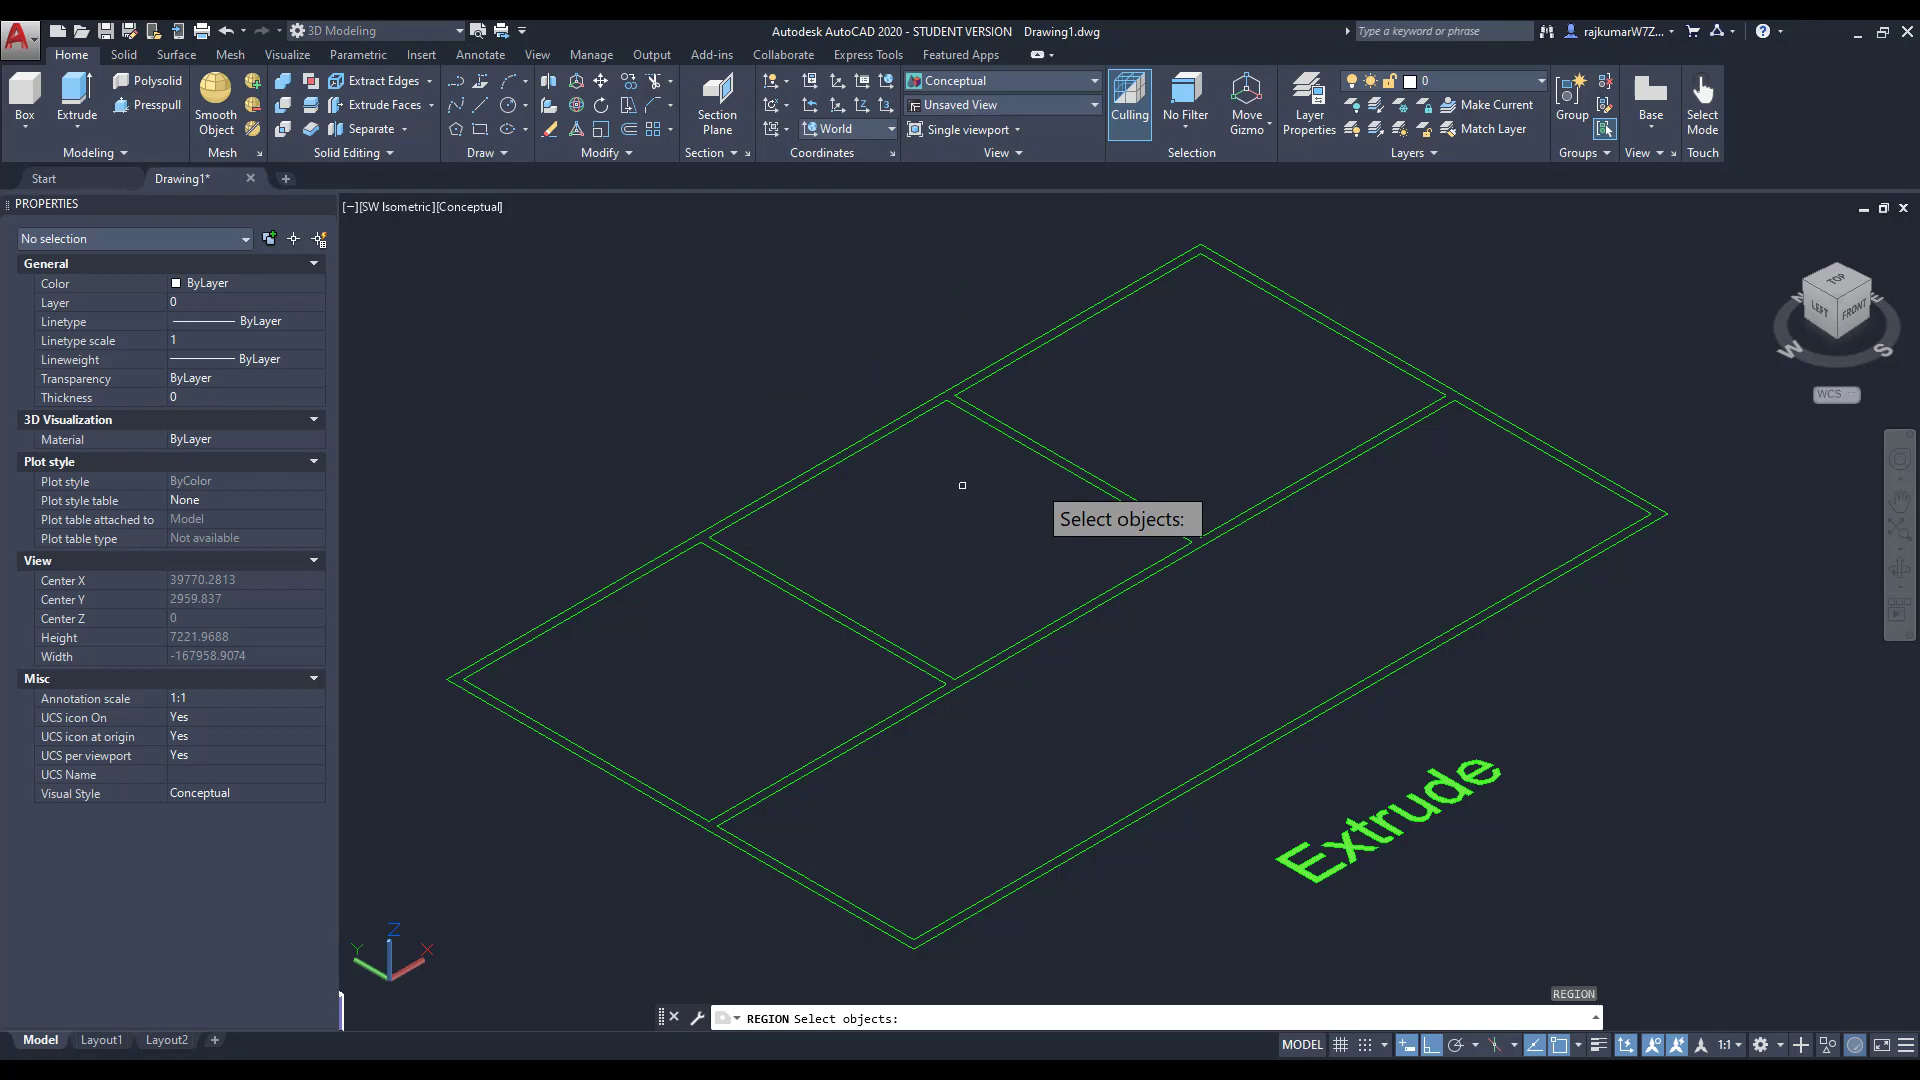 3D Modeling
Autodesk AutoCAD 2020 - STUDENT VERSION Drawing1.dwg
Type a keyword or phrase
rajkumarW7Z...
Home Solid Surface Mesh Visualize Parametric Insert Annotate View Manage Output Add-ins Collaborate Express Tools Featured Apps
Box
Extrude
Polysolid
Presspull
Modeling
Smooth
Object
Mesh
Extract Edges
Extrude Faces
Separate
Solid Editing
Draw
Modify
Section
Plane
Section
World
Coordinates
Conceptual
Unsaved View
Single viewport
View
Culling
No Filter
Move
Gizmo
Selection
Layer
Properties
0
Make Current
Match Layer
Layers
Group
Groups
Base
View
Select
Mode
Touch
Start
Drawing1*
PROPERTIES
No selection
General
Color ByLayer
Layer 0
Linetype ByLayer
Linetype scale 1
Lineweight ByLayer
Transparency ByLayer
Thickness 0
3D Visualization
Material ByLayer
Plot style
Plot style ByColor
Plot style table None
Plot table attached to Model
Plot table type Not available
View
Center X 39770.2813
Center Y 2959.837
Center Z 0
Height 7221.9688
Width -167958.9074
Misc
Annotation scale 1:1
UCS icon On Yes
UCS icon at origin Yes
UCS per viewport Yes
UCS Name
Visual Style Conceptual
[−][SW Isometric][Conceptual]
TOP
LEFT FRONT
N E
W S
WCS
Select objects:
Extrude
Z
Y X
REGION
REGION Select objects:
Model Layout1 Layout2
MODEL
1:1